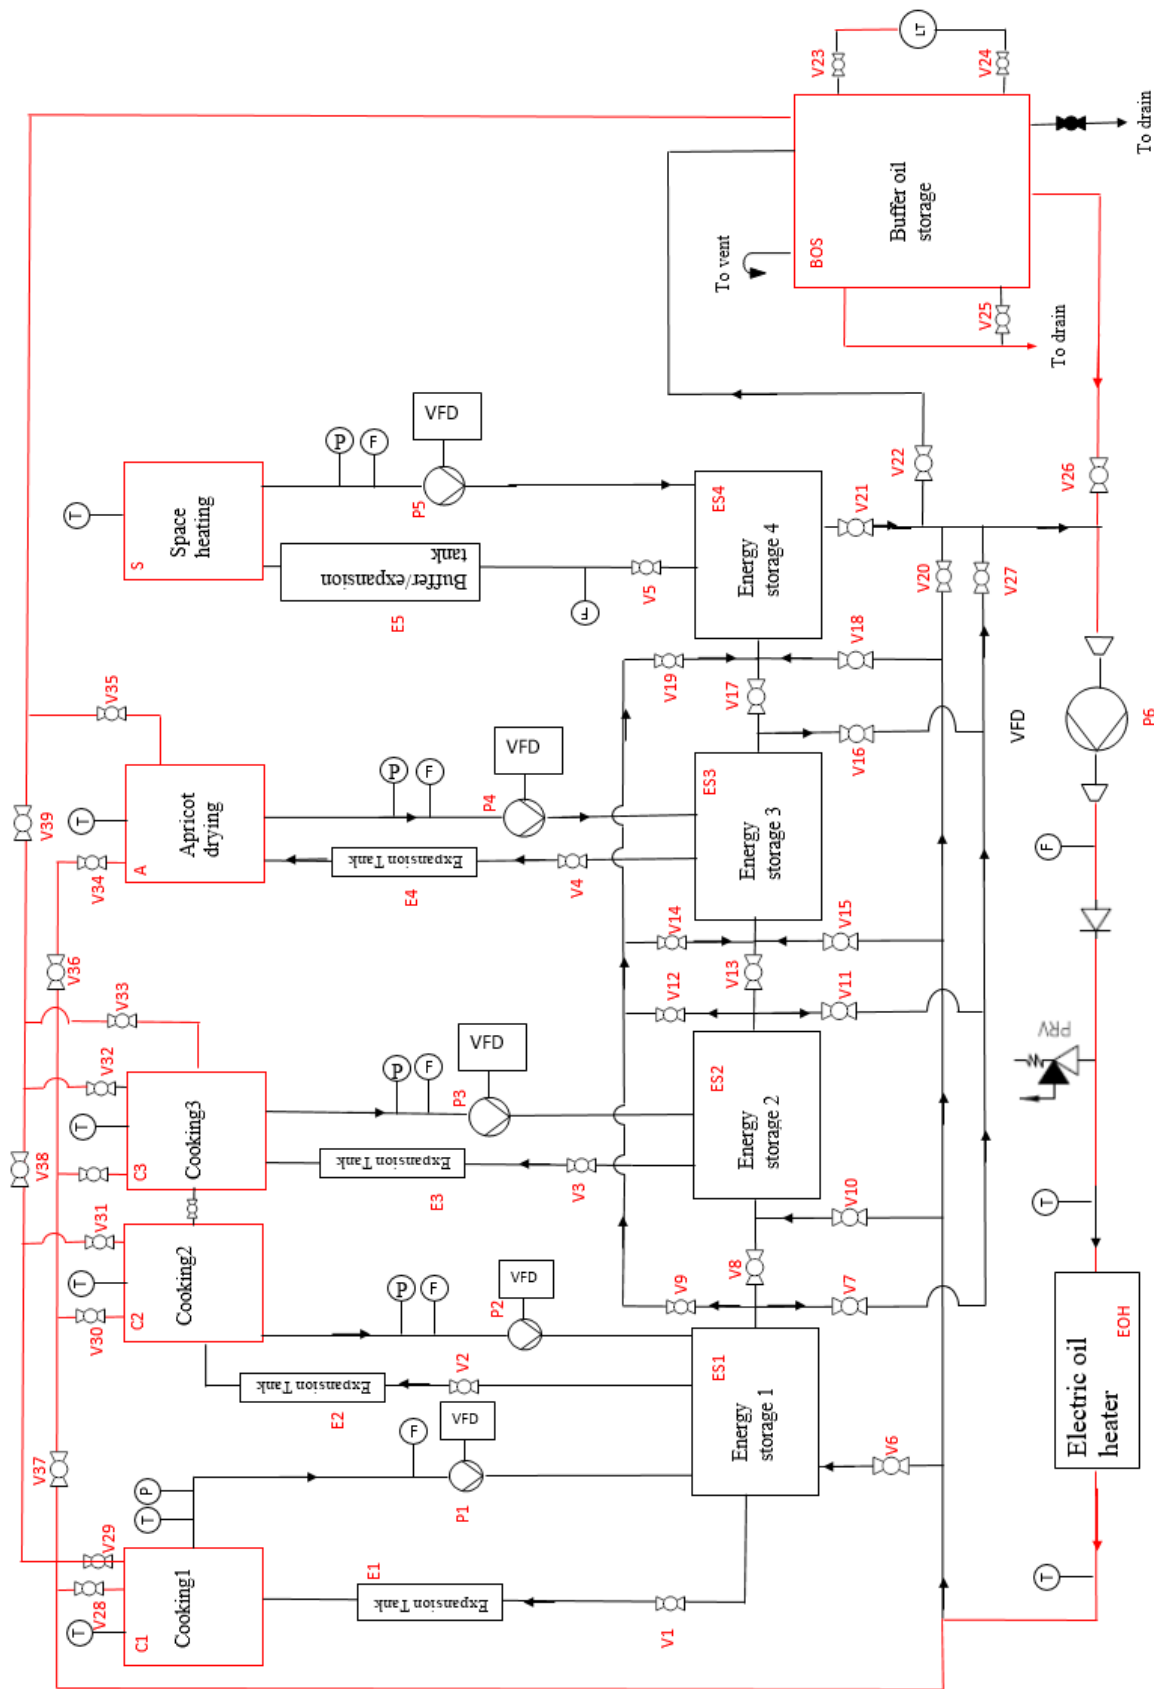 V37
V38
V39
V36
T
V28
V29
T
P
V30
T
V31
T
V32
V33
V34
T
V35
T
C1
Cooking1
C2
Cooking2
C3
Cooking3
A
Apricot
drying
S
Space
heating
E1
Expansion Tank
E2
Expansion Tank
E3
Expansion Tank
E4
Expansion Tank
E5
Buffer/expansion
tank
F
P
F
P
F
P
F
P
F
F
VFD
P1
VFD
P2
VFD
P3
VFD
P4
VFD
P5
V1
V2
V3
V4
V5
V9
V12
V14
V19
ES1
Energy
storage 1
V8
ES2
Energy
storage 2
V13
ES3
Energy
storage 3
V17
ES4
Energy
storage 4
To vent
BOS
Buffer oil
storage
V23
LT
V24
V25
To drain
To drain
V6
V7
V10
V11
V15
V16
V18
V21
V22
V20
V27
V26
T
EOH
Electric oil
heater
T
PRV
F
VFD
P6